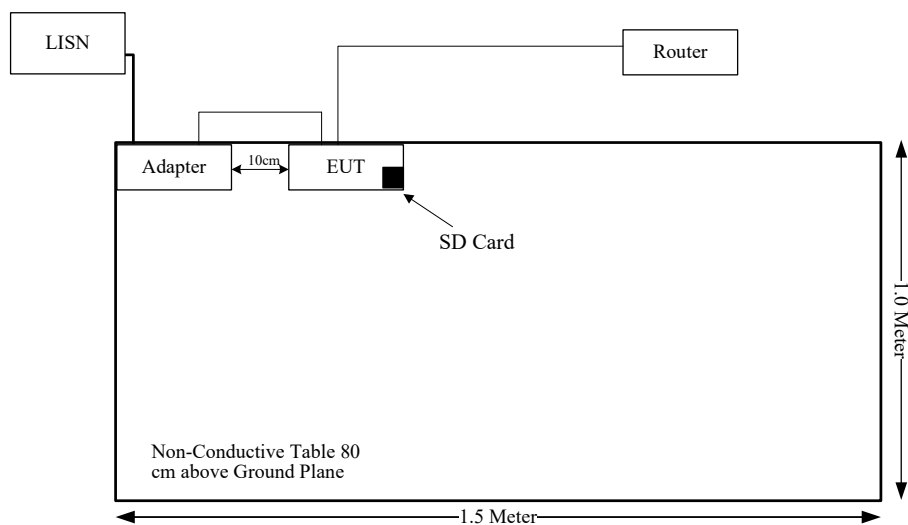 LISN
Router
Adapter
10cm
EUT
SD Card
1.0 Meter
Non-Conductive Table 80
cm above Ground Plane
1.5 Meter